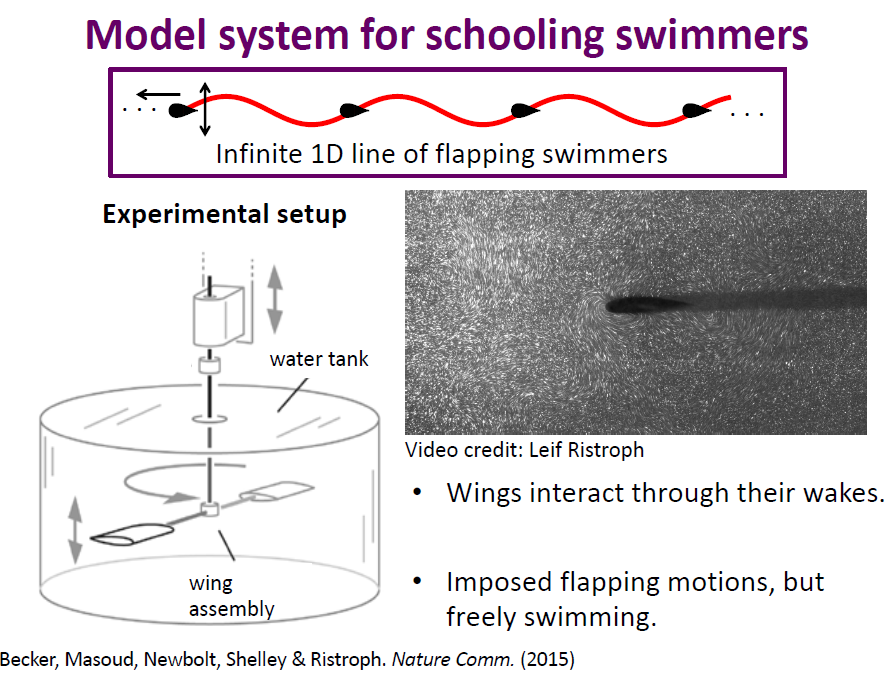 Model system for schooling swimmers
. . .
. . .
Infinite 1D line of flapping swimmers
Experimental setup
water tank
wing
assembly
Video credit: Leif Ristroph
• Wings interact through their wakes.
• Imposed flapping motions, but
freely swimming.
Becker, Masoud, Newbolt, Shelley & Ristroph. Nature Comm. (2015)